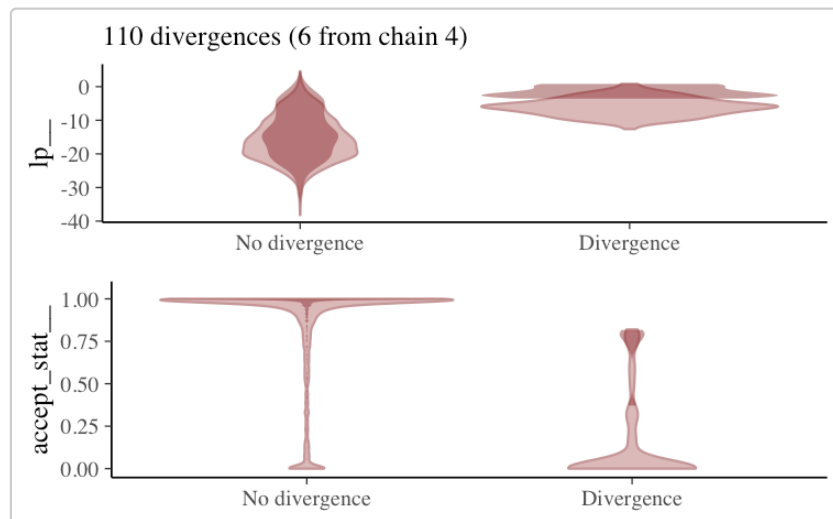 110 divergences (6 from chain 4)
lp__
0
-10
-20
-30
-40
No divergence
Divergence
accept_stat__
1.00
0.75
0.50
0.25
0.00
No divergence
Divergence